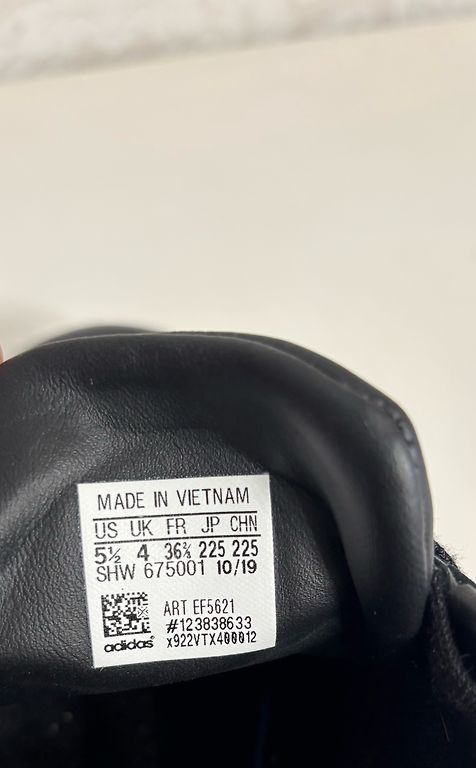 MADE IN VIETNAM
US UK FR JP CHN
5½ 4 36⅔ 225 225
SHW 675001 10/19
ART EF5621
#123838633
adidas® x922VTX400012